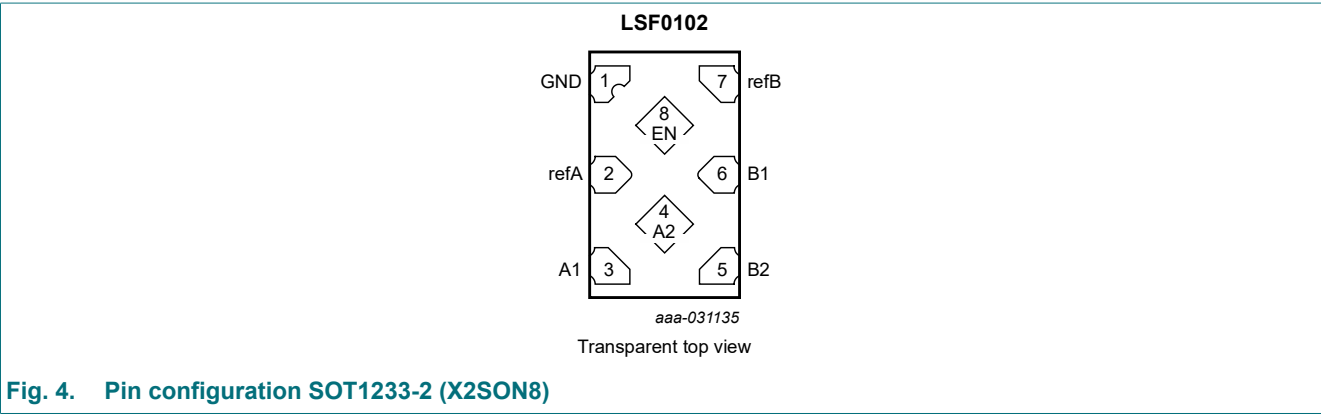 LSF0102
GND 1 7 refB
8
EN
refA 2 6 B1
4
A2
A1 3 5 B2
aaa-031135
Transparent top view
Fig. 4. Pin configuration SOT1233-2 (X2SON8)